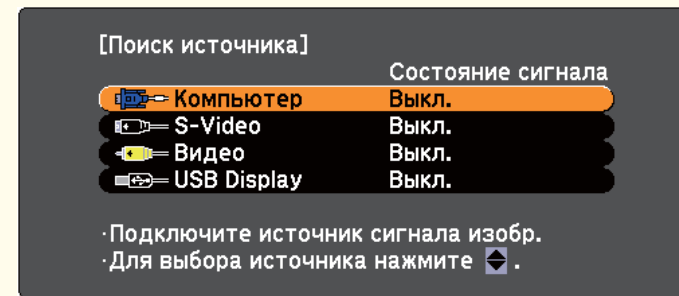 [Поиск источника]
Состояние сигнала
Компьютер Выкл.
S-Video Выкл.
Видео Выкл.
USB Display Выкл.
·Подключите источник сигнала изобр.
·Для выбора источника нажмите .